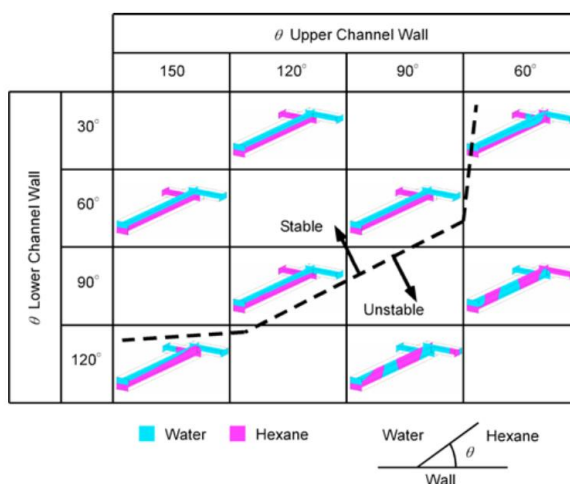 θ Upper Channel Wall
150 120° 90° 60°
θ Lower Channel Wall
30°
60°
90°
120°
Stable
Unstable
Water Hexane
Water Hexane
θ
Wall